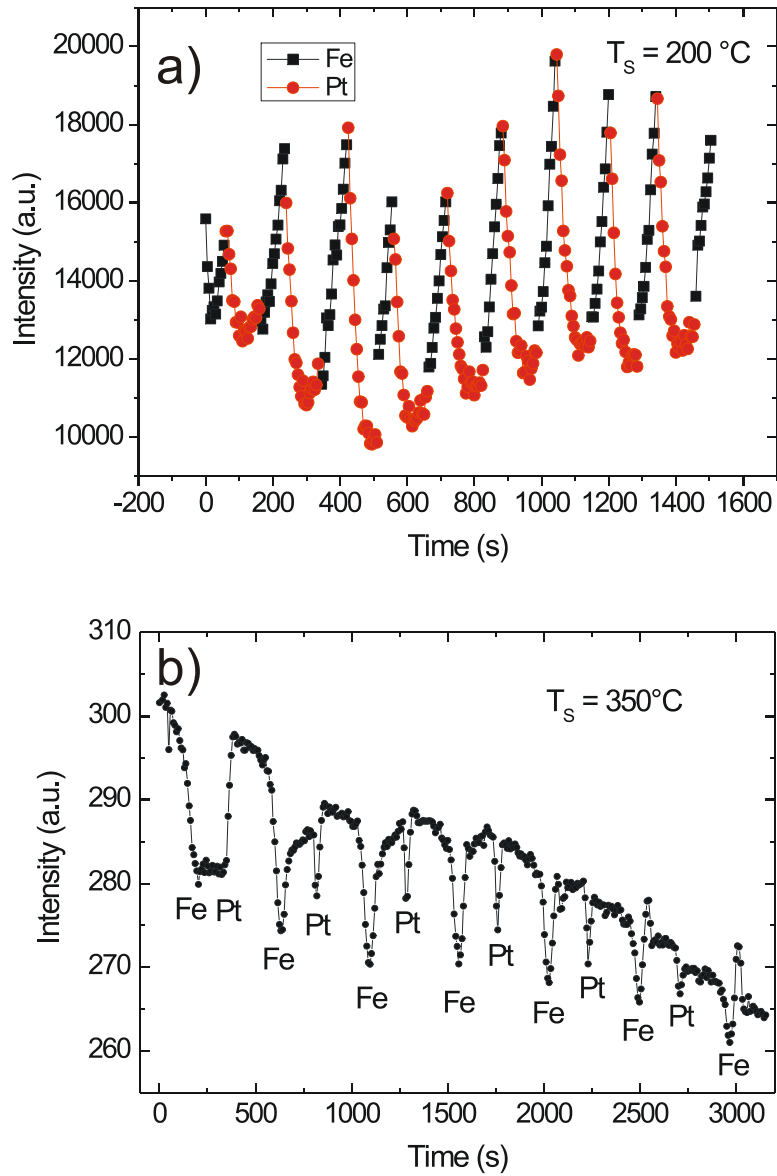 a)
Fe
Pt
T_S = 200 °C
20000
18000
16000
14000
12000
10000
Intensity (a.u.)
-200 0 200 400 600 800 1000 1200 1400 1600
Time (s)
b)
T_S = 350°C
310
300
290
280
270
260
Intensity (a.u.)
Fe Pt Fe Pt Fe Pt Fe Pt Fe Pt Fe Pt Fe
0 500 1000 1500 2000 2500 3000
Time (s)